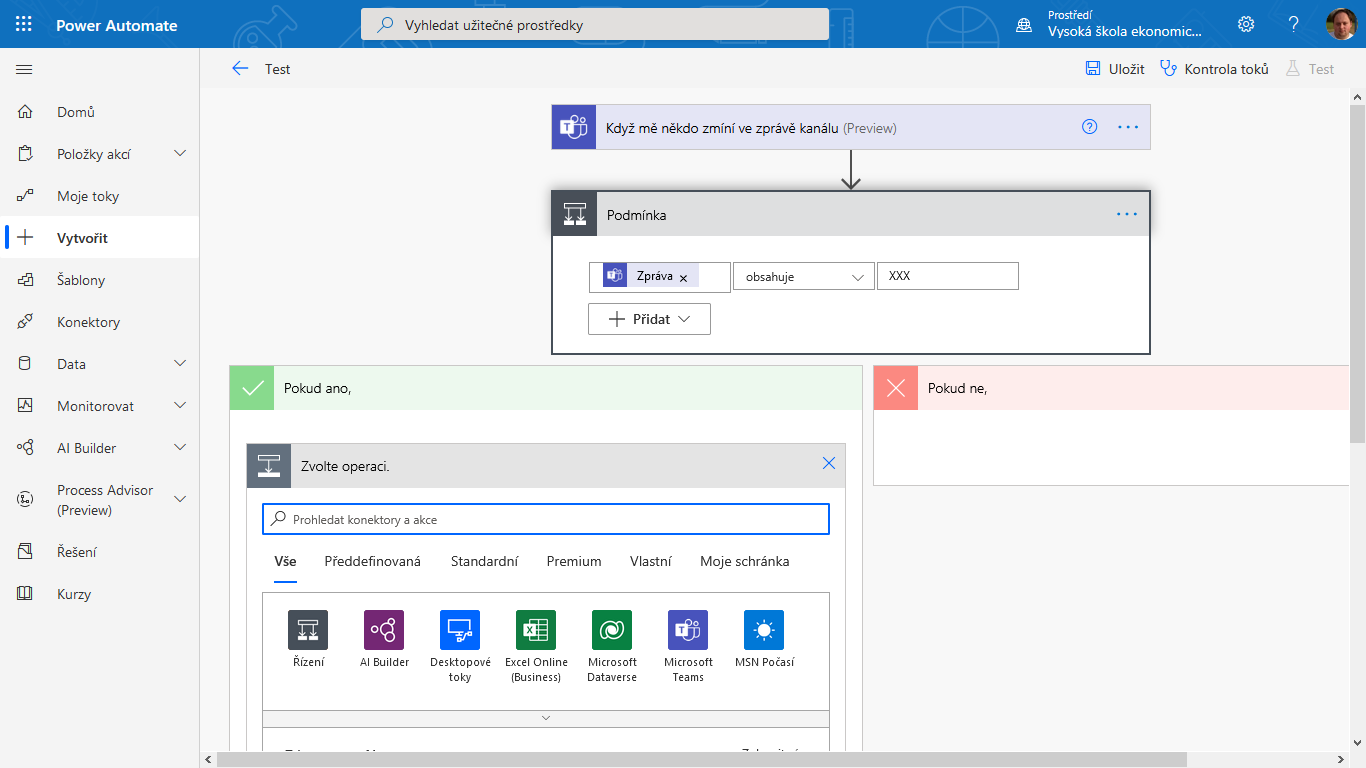 Power Automate
Vyhledat užitečné prostředky
Prostředí
Vysoká škola ekonomic...
Test
Uložit
Kontrola toků
Test
Domů
Položky akcí
Moje toky
Vytvořit
Šablony
Konektory
Data
Monitorovat
AI Builder
Process Advisor
(Preview)
Řešení
Kurzy
Když mě někdo zmíní ve zprávě kanálu (Preview)
Podmínka
Zpráva
obsahuje
XXX
Přidat
Pokud ano,
Pokud ne,
Zvolte operaci.
Prohledat konektory a akce
Vše Předdefinovaná Standardní Premium Vlastní Moje schránka
Řízení
AI Builder
Desktopové
toky
Excel Online
(Business)
Microsoft
Dataverse
Microsoft
Teams
MSN Počasí